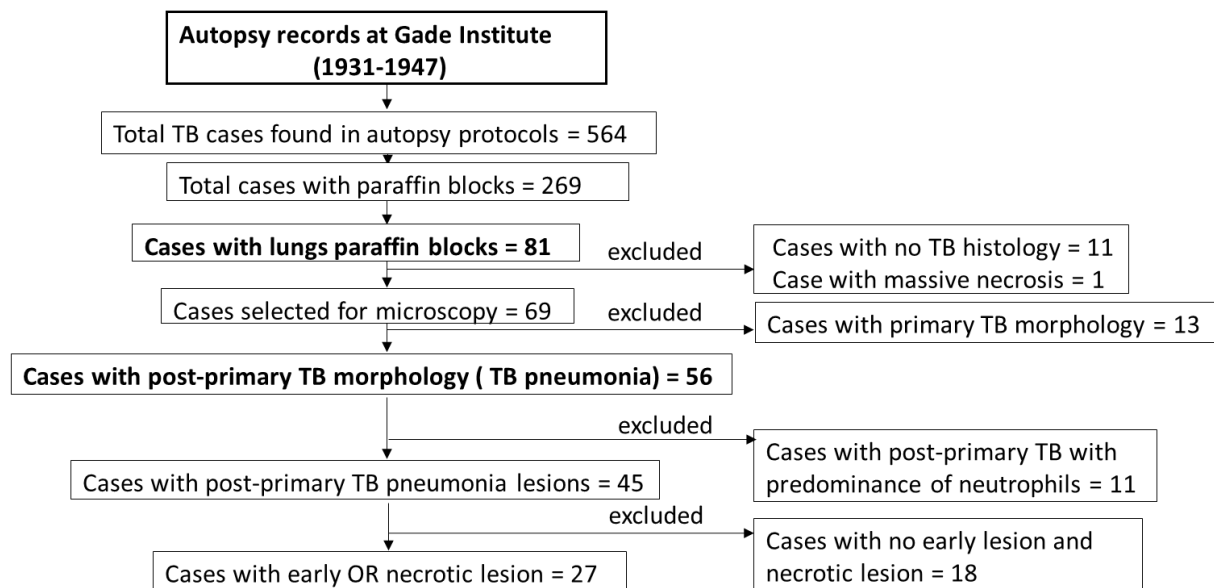 Autopsy records at Gade Institute
(1931-1947)
Total TB cases found in autopsy protocols = 564
Total cases with paraffin blocks = 269
Cases with lungs paraffin blocks = 81
excluded
Cases with no TB histology = 11
Case with massive necrosis = 1
Cases selected for microscopy = 69
excluded
Cases with primary TB morphology = 13
Cases with post-primary TB morphology ( TB pneumonia) = 56
excluded
Cases with post-primary TB with
predominance of neutrophils = 11
Cases with post-primary TB pneumonia lesions = 45
excluded
Cases with no early lesion and
necrotic lesion = 18
Cases with early OR necrotic lesion = 27